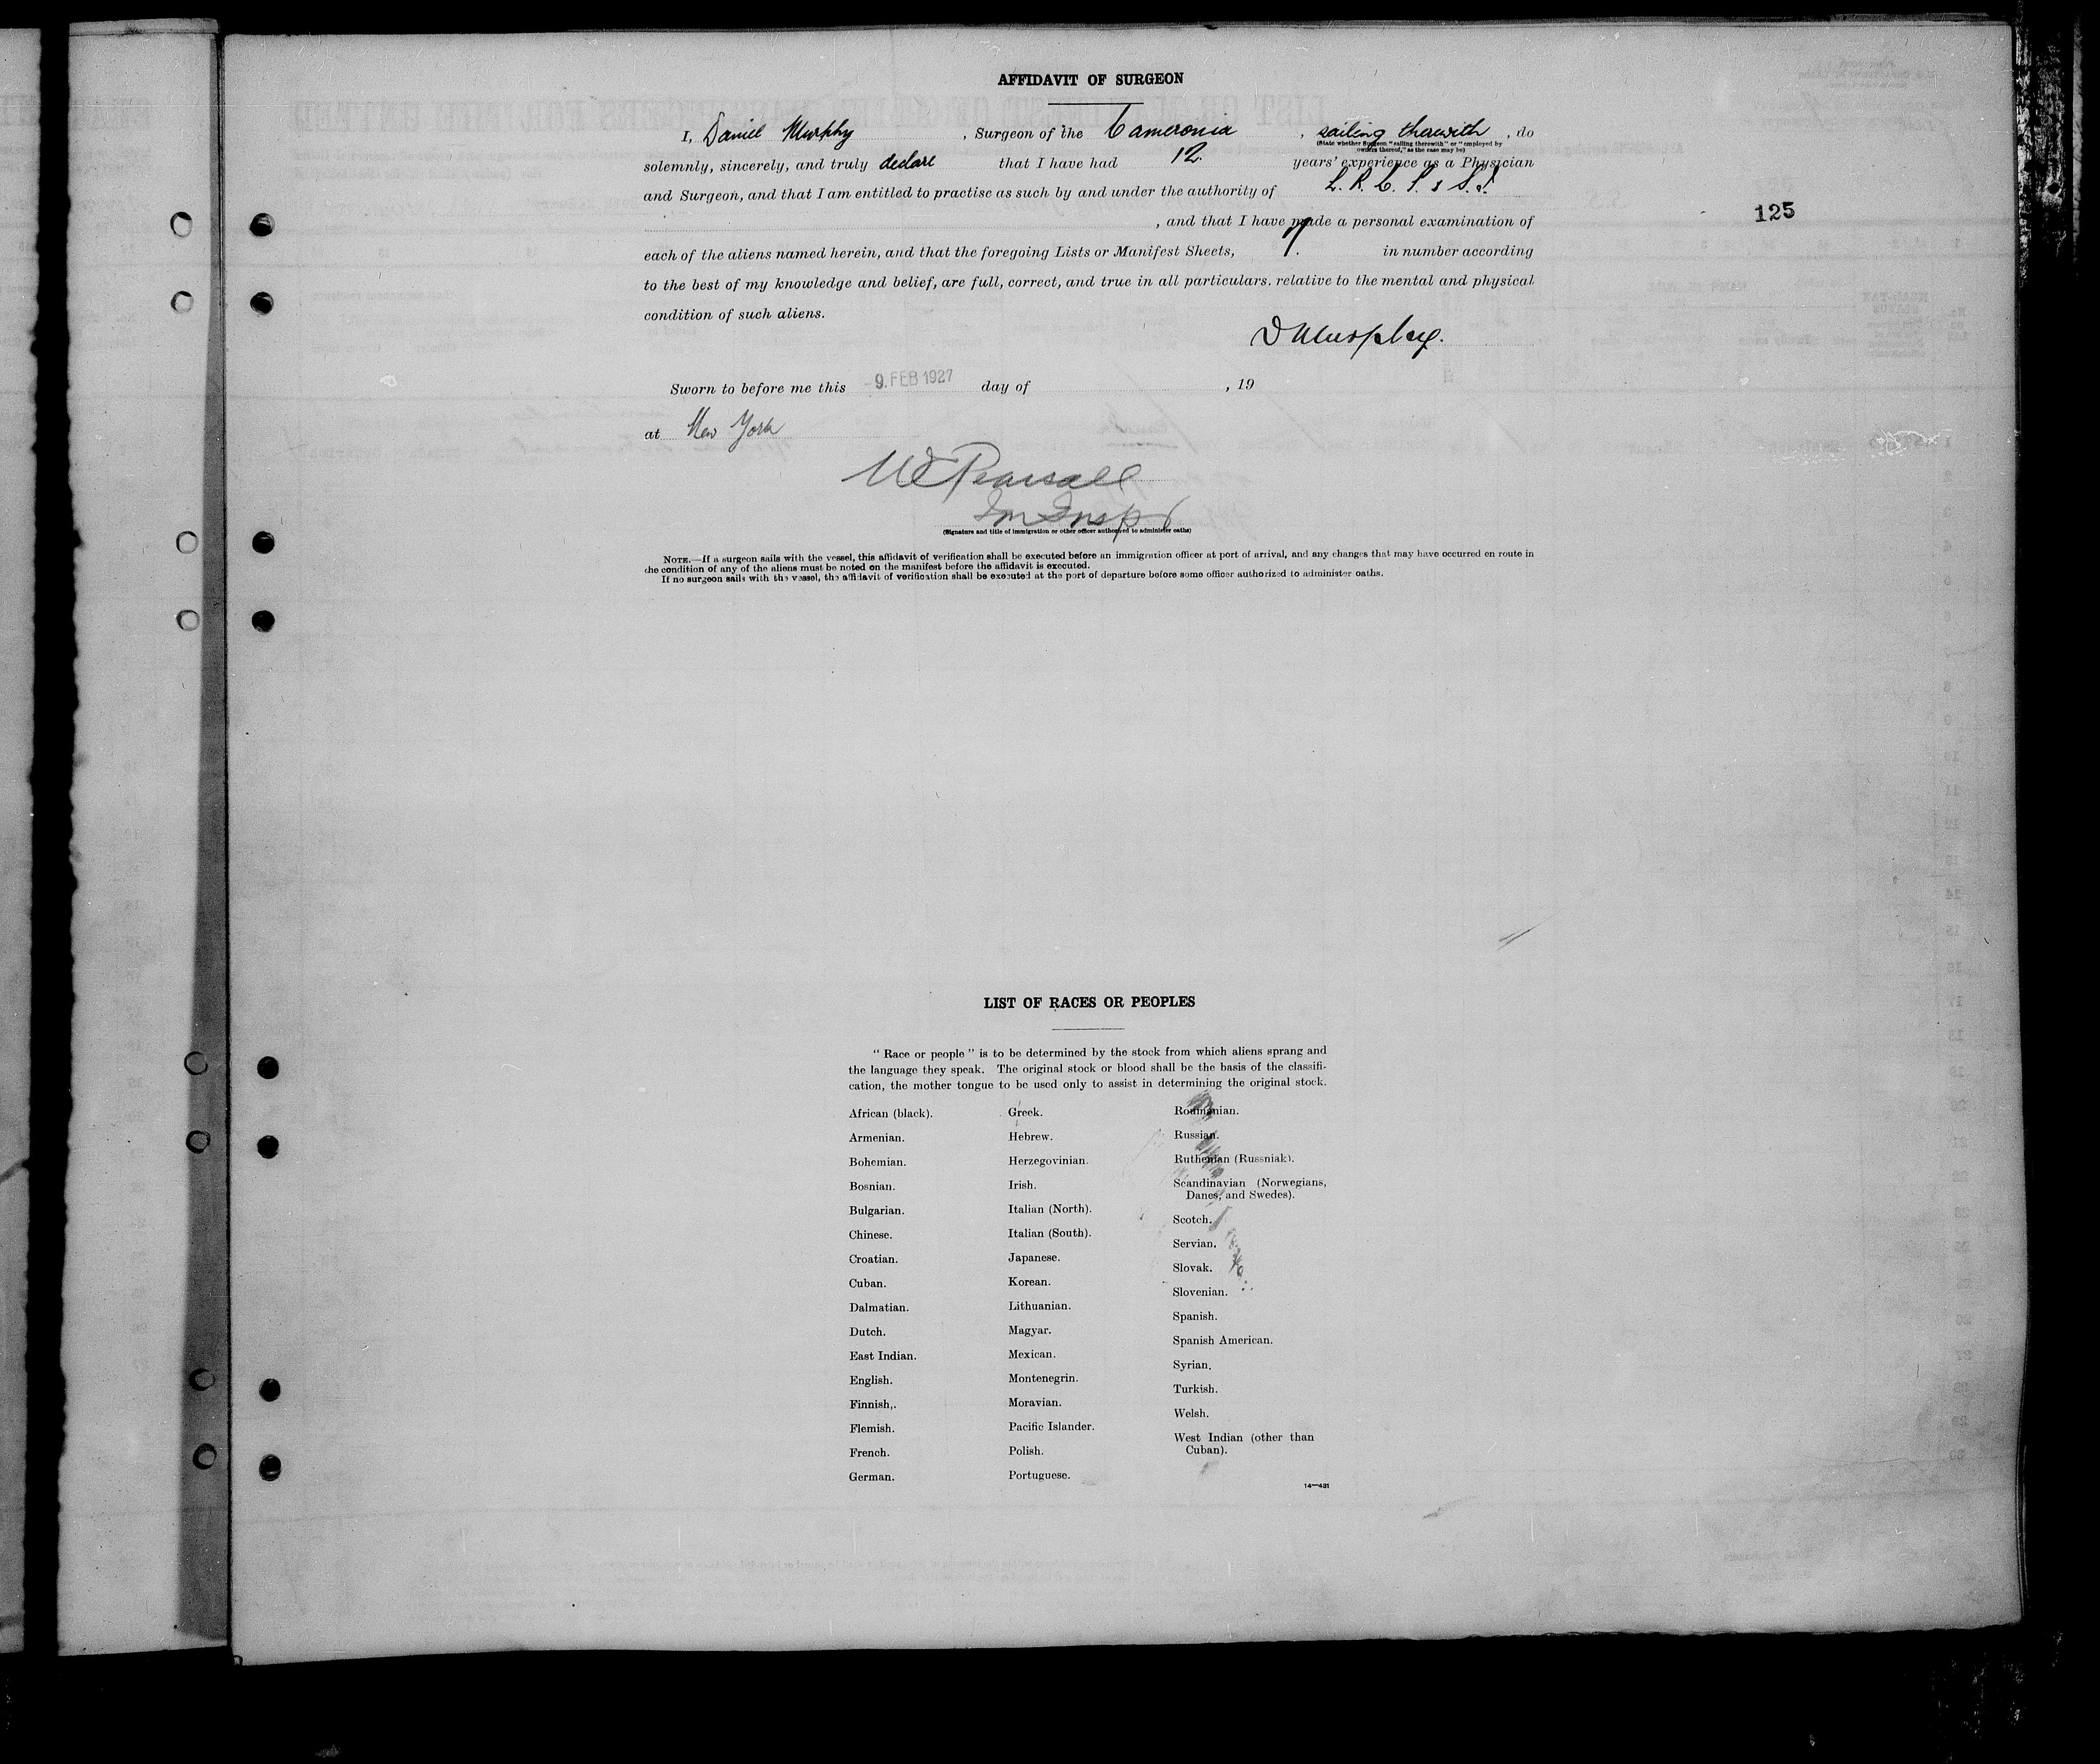 AFFIDAVIT OF SURGEON
I, Daniel Murphy, Surgeon of the Cameronia, sailing therewith, do
(State whether Surgeon "sailing therewith" or "employed by
owners thereof," as the case may be)
solemnly, sincerely, and truly declare that I have had 12. years' experience as a Physician
and Surgeon, and that I am entitled to practise as such by and under the authority of L. R. C. P. & S. I.
, and that I have made a personal examination of
each of the aliens named herein, and that the foregoing Lists or Manifest Sheets, in number according
to the best of my knowledge and belief, are full, correct, and true in all particulars. relative to the mental and physical
condition of such aliens.
D Murphy.
Sworn to before me this -9. FEB 1927 day of , 19
at New York
W E Pearsall
Im Insp
(Signature and title of immigration or other officer authorized to administer oaths)
NOTE.—If a surgeon sails with the vessel, this affidavit of verification shall be executed before an immigration officer at port of arrival, and any changes that may have occurred en route in
the condition of any of the aliens must be noted on the manifest before the affidavit is executed.
If no surgeon sails with the vessel, the affidavit of verification shall be executed at the port of departure before some officer authorized to administer oaths.
125
LIST OF RACES OR PEOPLES
"Race or people" is to be determined by the stock from which aliens sprang and
the language they speak. The original stock or blood shall be the basis of the classifi-
cation, the mother tongue to be used only to assist in determining the original stock.
African (black).
Armenian.
Bohemian.
Bosnian.
Bulgarian.
Chinese.
Croatian.
Cuban.
Dalmatian.
Dutch.
East Indian.
English.
Finnish,.
Flemish.
French.
German.
Greek.
Hebrew.
Herzegovinian.
Irish.
Italian (North).
Italian (South).
Japanese.
Korean.
Lithuanian.
Magyar.
Mexican.
Montenegrin.
Moravian.
Pacific Islander.
Polish.
Portuguese.
Roumanian.
Russian.
Ruthenian (Russniak).
Scandinavian (Norwegians,
Danes, and Swedes).
Scotch.
Servian.
Slovak.
Slovenian.
Spanish.
Spanish American.
Syrian.
Turkish.
Welsh.
West Indian (other than
Cuban).
14—431